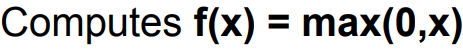 Computes f(x) = max(0,x)